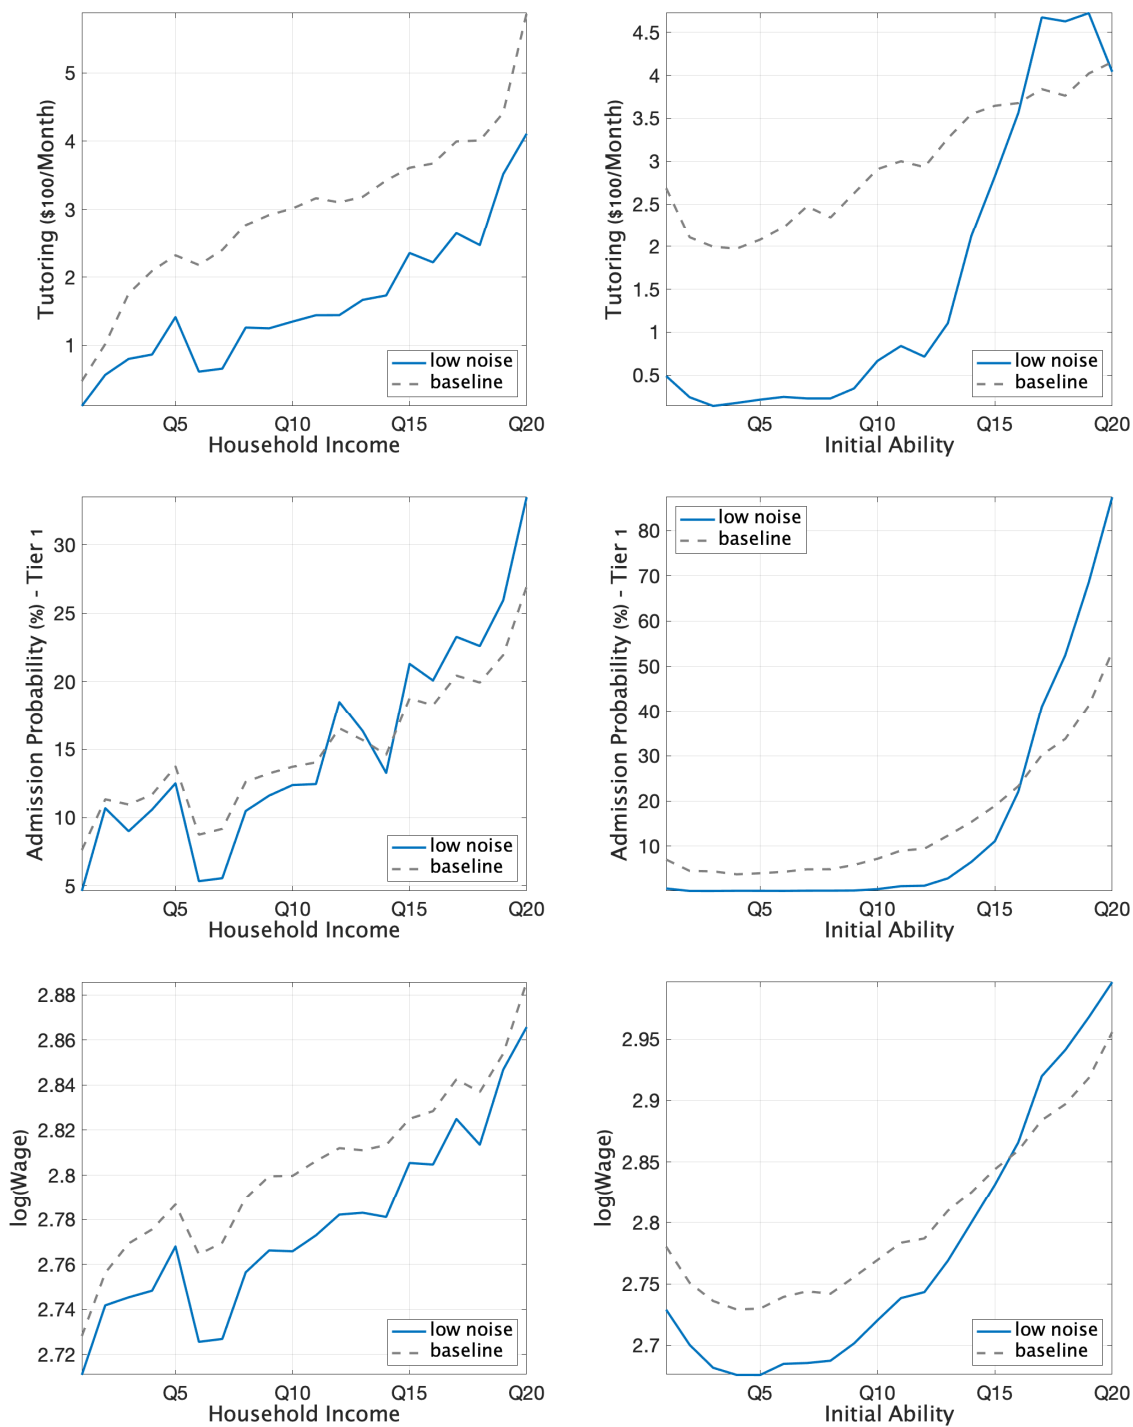 Tutoring ($100/Month)
5
4
3
2
1
low noise
baseline
Q5 Q10 Q15 Q20
Household Income
Tutoring ($100/Month)
4.5
4
3.5
3
2.5
2
1.5
1
0.5
low noise
baseline
Q5 Q10 Q15 Q20
Initial Ability
Admission Probability (%) - Tier 1
30
25
20
15
10
5
low noise
baseline
Q5 Q10 Q15 Q20
Household Income
Admission Probability (%) - Tier 1
low noise
baseline
80
70
60
50
40
30
20
10
Q5 Q10 Q15 Q20
Initial Ability
log(Wage)
2.88
2.86
2.84
2.82
2.8
2.78
2.76
2.74
2.72
low noise
baseline
Q5 Q10 Q15 Q20
Household Income
log(Wage)
2.95
2.9
2.85
2.8
2.75
2.7
low noise
baseline
Q5 Q10 Q15 Q20
Initial Ability